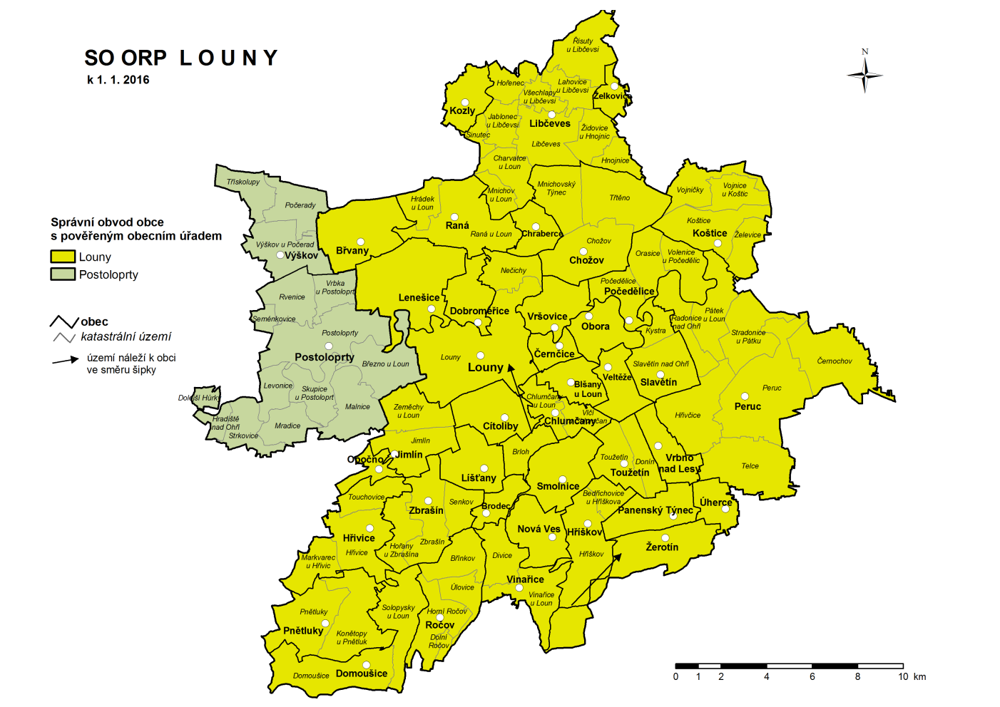 SO ORP L O U N Y
k 1. 1. 2016
N
Správní obvod obce
s pověřeným obecním úřadem
Louny
Postoloprty
obec
katastrální území
území náleží k obci
ve směru šipky
Řisuty
u Libčevsi
Hořenec
Lahovice
u Libčevsi
Všechlapy
u Libčevsi
Želkovice
Kozly
Jablonec
u Libčevsi
Libčeves
Sinutec
Židovice
u Hnojnic
Libčeves
Charvatce
u Loun
Hnojnice
Třískolupy
Počerady
Mnichov
u Loun
Mnichovský
Týnec
Třtěno
Vojničky
Vojnice
u Koštic
Hrádek
u Loun
Raná
Raná u Loun
Chraberce
Koštice
Koštice
Želevice
Výškov u Počerad
Výškov
Břvany
Chožov
Chožov
Orasice
Volenice
u Počedělic
Nečichy
Vrbka
u Postoloprt
Rvenice
Počedělice
Počedělice
Lenešice
Dobroměřice
Vršovice
Obora
Seměnkovice
Radonice
nad Ohří
Pátek
u Loun
Kystra
Postoloprty
Stradonice
u Pátku
Postoloprty
Louny
Louny
Černčice
Březno u Loun
Slavětín nad Ohří
Slavětín
Veltěže
Černochov
Levonice
Skupice
u Postoloprt
Blšany
u Loun
Peruc
Peruc
Dolejší Hůrky
Malnice
Zeměchy
u Loun
Chlumčany
u Loun
Vlčí
u Chlumčan
Chlumčany
Hřivčice
Hradiště
nad Ohří
Strkovice
Mradice
Cítoliby
Jimlín
Jimlín
Opočno
Brloh
Líšťany
Toužetín
Donín
Toužetín
Vrbno
nad Lesy
Telce
Smolnice
Touchovice
Senkov
Zbrašín
Brodec
Bedřichovice
u Hříškova
Panenský Týnec
Úherce
Hřivice
Nová Ves
Hříškov
Žerotín
Hřivice
Hořany
u Zbrašína
Zbrašín
Markvarec
u Hřivic
Břínkov
Divice
Hříškov
Vinařice
Vinařice
u Loun
Úlovice
Pnětluky
Pnětluky
Solopysky
u Loun
Horní Ročov
Ročov
Dolní
Ročov
Konětopy
u Pnětluk
Domoušice
Domoušice
0 1 2 4 6 8 10 km